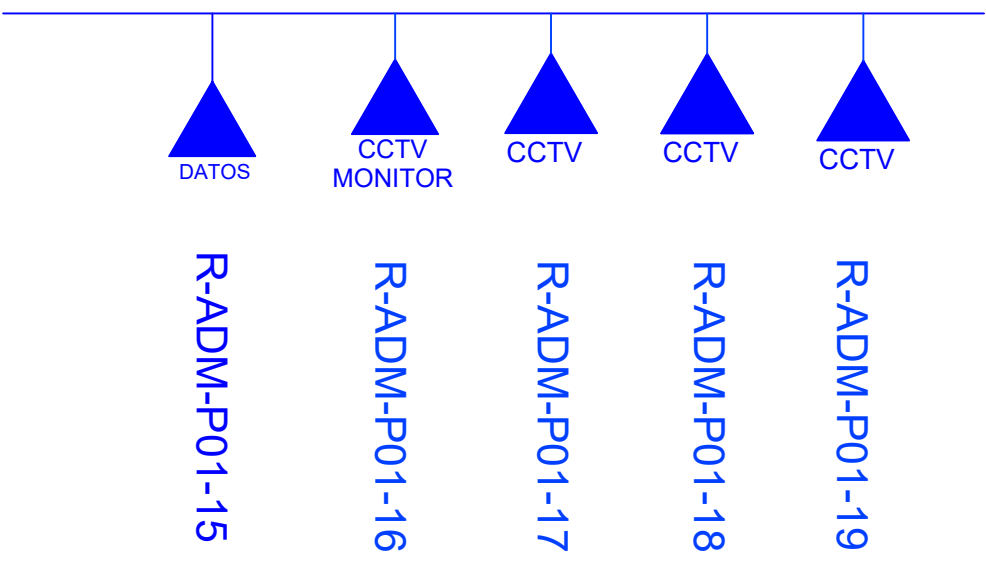 DATOS
CCTV
MONITOR
CCTV
CCTV
CCTV
R-ADM-P01-15
R-ADM-P01-16
R-ADM-P01-17
R-ADM-P01-18
R-ADM-P01-19